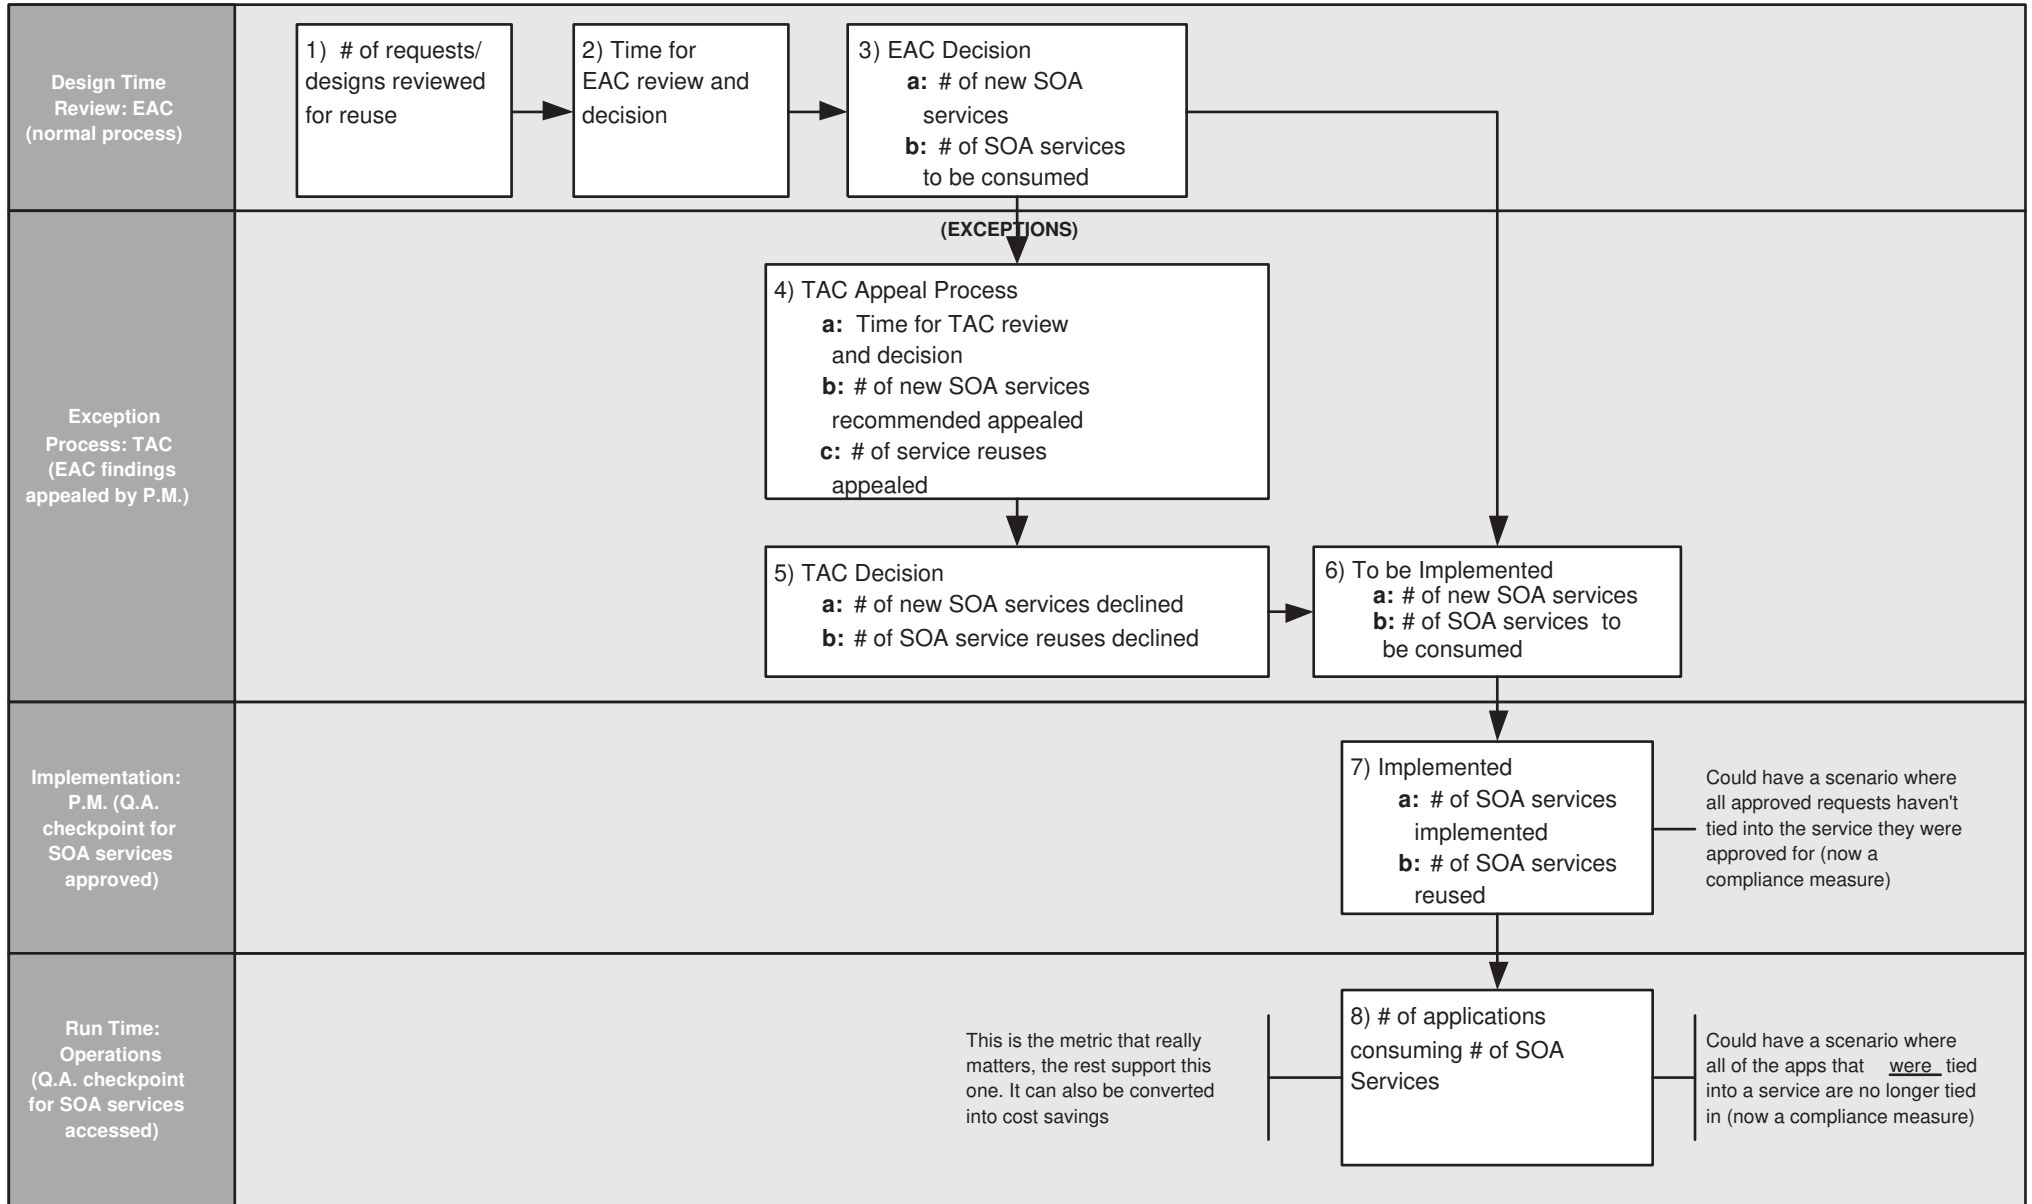 Design Time
Review: EAC
(normal process)
1) # of requests/
designs reviewed
for reuse
2) Time for
EAC review and
decision
3) EAC Decision
a: # of new SOA
services
b: # of SOA services
to be consumed
(EXCEPTIONS)
Exception
Process: TAC
(EAC findings
appealed by P.M.)
4) TAC Appeal Process
a: Time for TAC review
and decision
b: # of new SOA services
recommended appealed
c: # of service reuses
appealed
5) TAC Decision
a: # of new SOA services declined
b: # of SOA service reuses declined
6) To be Implemented
a: # of new SOA services
b: # of SOA services to
be consumed
Implementation:
P.M. (Q.A.
checkpoint for
SOA services
approved)
7) Implemented
a: # of SOA services
implemented
b: # of SOA services
reused
Could have a scenario where
all approved requests haven't
tied into the service they were
approved for (now a
compliance measure)
Run Time:
Operations
(Q.A. checkpoint
for SOA services
accessed)
This is the metric that really
matters, the rest support this
one. It can also be converted
into cost savings
8) # of applications
consuming # of SOA
Services
Could have a scenario where
all of the apps that were tied
into a service are no longer tied
in (now a compliance measure)